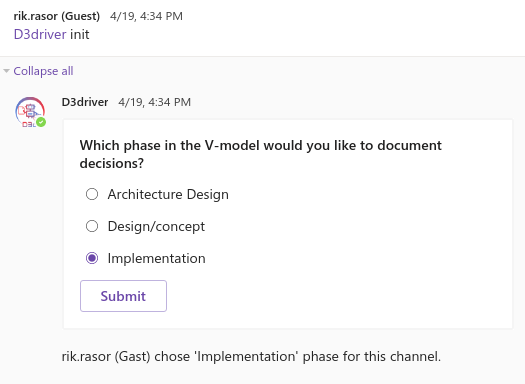 rik.rasor (Guest) 4/19, 4:34 PM
D3driver init
Collapse all
D3driver 4/19, 4:34 PM
Which phase in the V-model would you like to document
decisions?
Architecture Design
Design/concept
Implementation
Submit
rik.rasor (Gast) chose 'Implementation' phase for this channel.